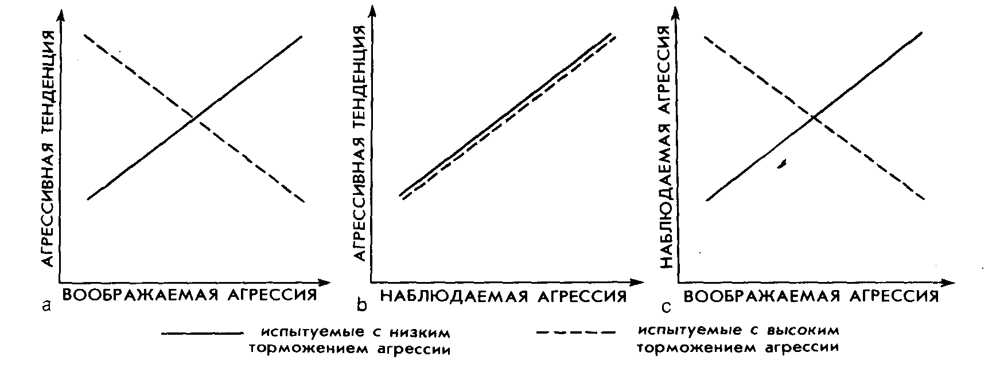 АГРЕССИВНАЯ ТЕНДЕНЦИЯ
ВООБРАЖАЕМАЯ АГРЕССИЯ
a
АГРЕССИВНАЯ ТЕНДЕНЦИЯ
НАБЛЮДАЕМАЯ АГРЕССИЯ
b
НАБЛЮДАЕМАЯ АГРЕССИЯ
ВООБРАЖАЕМАЯ АГРЕССИЯ
c
испытуемые с низким
торможением агрессии
испытуемые с высоким
торможением агрессии